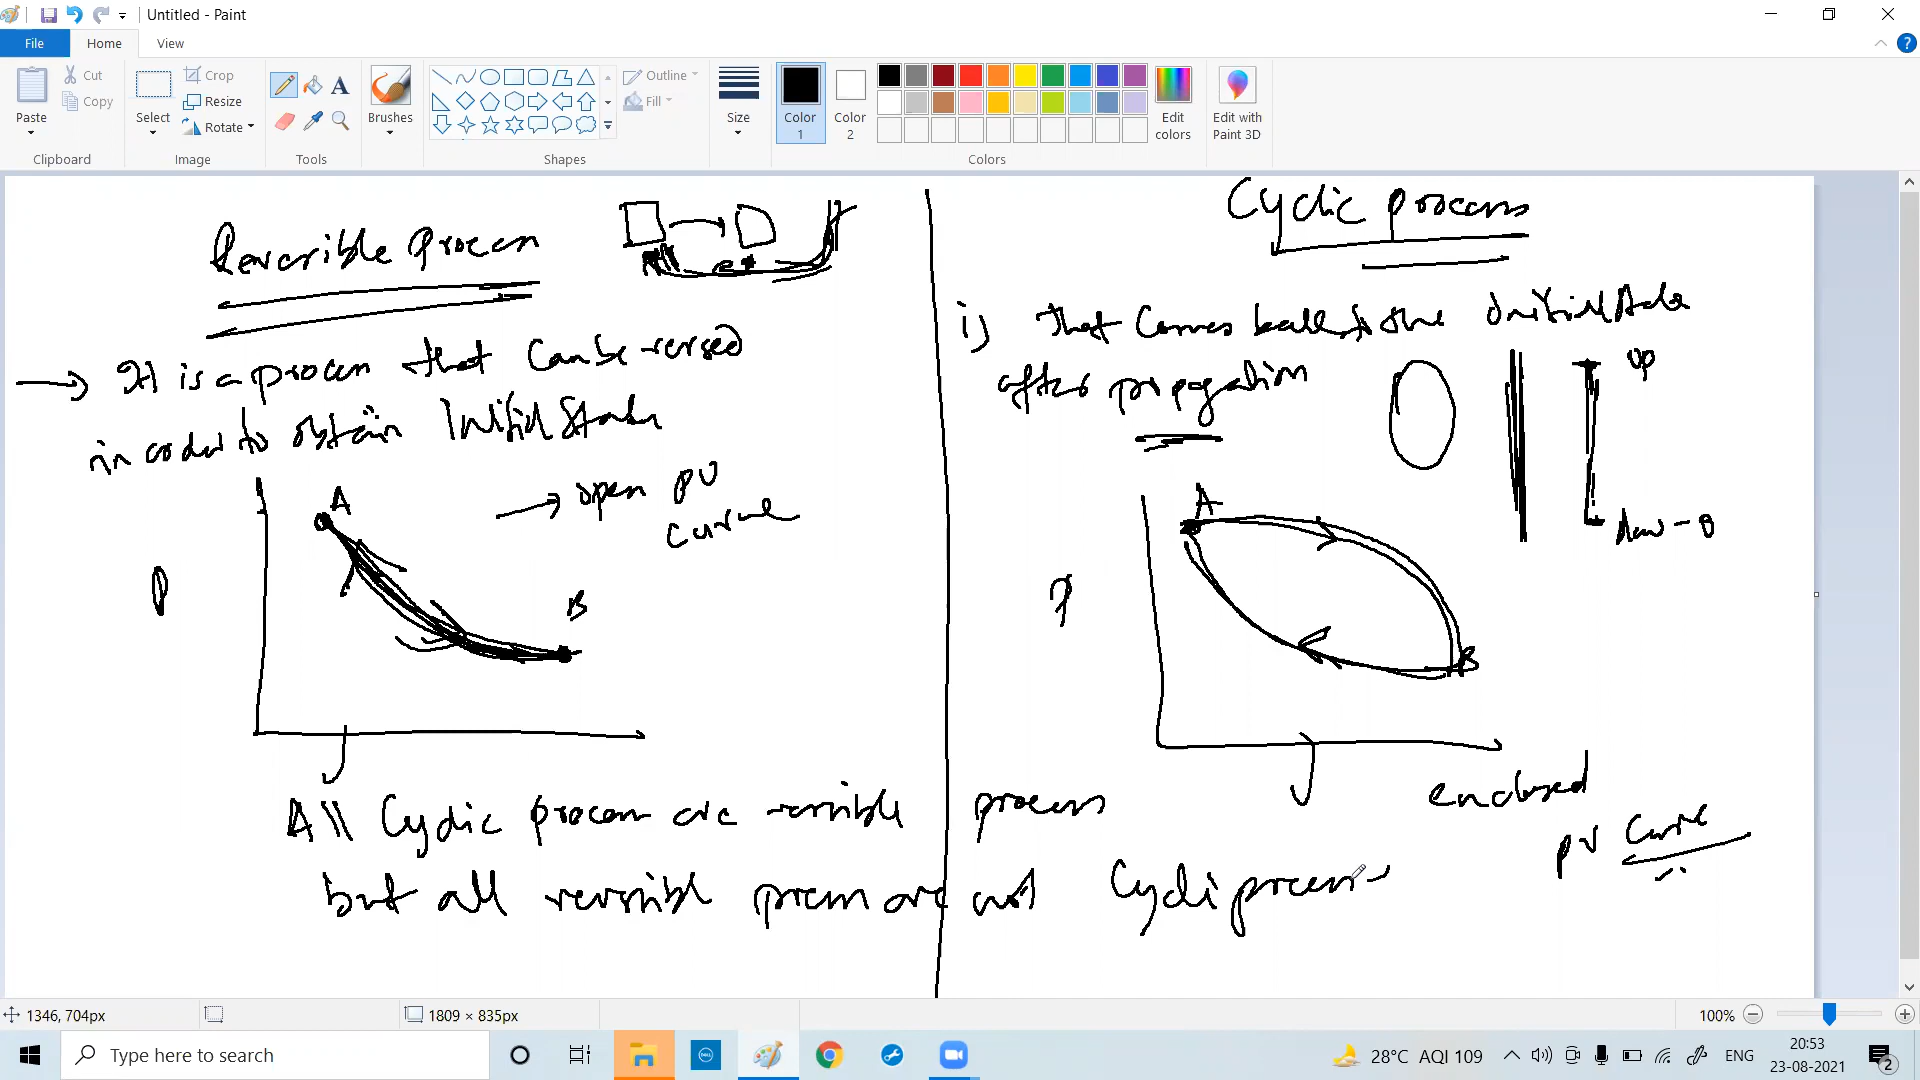 Untitled - Paint
File Home View
Paste
Cut
Copy
Clipboard
Select
Crop
Resize
Rotate
Image
Tools
A
Brushes
Outline
Fill
Shapes
Size
Color 1
Color 2
Colors
Edit colors
Edit with Paint 3D
Reversible Process
→ It is a process that can be reversed
in order to obtain Initial State
→ open PV
curve
A
B
P
Cyclic process
i) that comes back to the Initial State
after propagation
up
A
B
P
enclosed
PV Curve
All Cyclic process are reversible process
but all reversible process are not Cyclic process
1346, 704px
1809 × 835px
100%
Type here to search
28°C AQI 109
ENG
20:53
23-08-2021
2